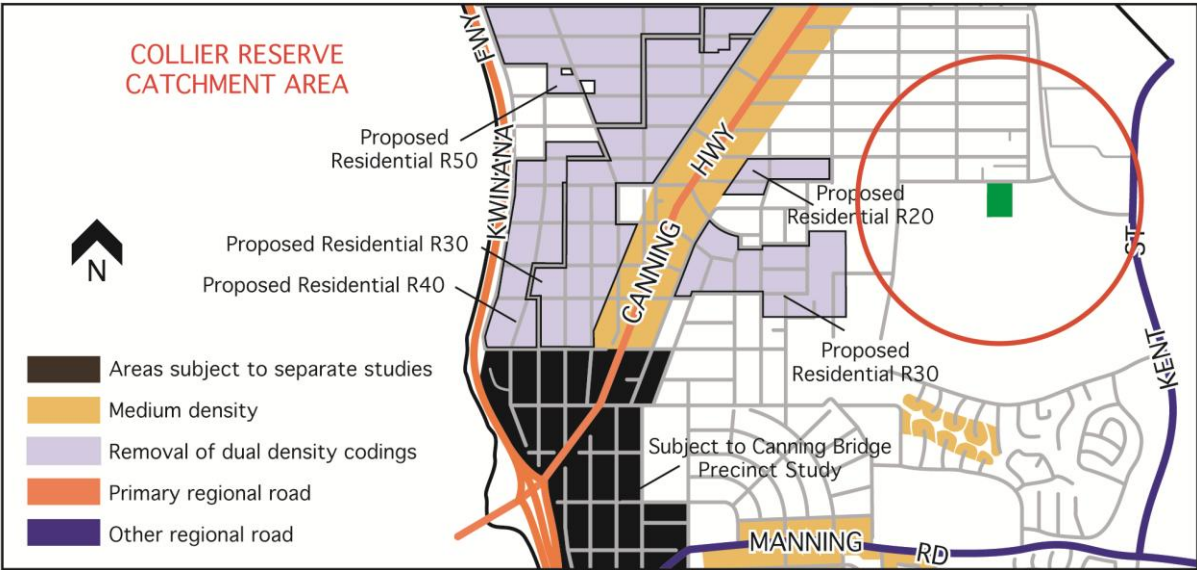 COLLIER RESERVE
CATCHMENT AREA
KWINANA FWY
Proposed
Residential R50
CANNING HWY
Proposed
Residential R20
Proposed Residential R30
Proposed Residential R40
N
KENT ST
Proposed
Residential R30
Areas subject to separate studies
Medium density
Removal of dual density codings
Primary regional road
Other regional road
Subject to Canning Bridge
Precinct Study
MANNING RD